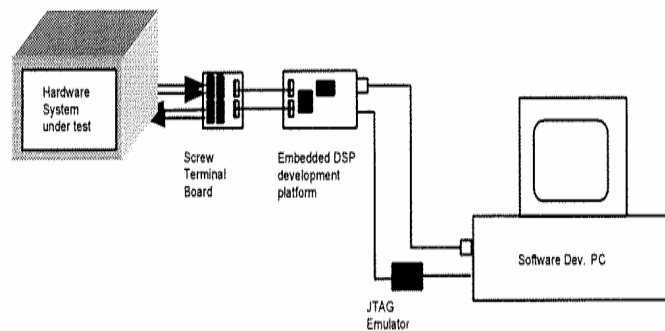 Hardware
System
under test
Screw
Terminal
Board
Embedded DSP
development
platform
Software Dev. PC
JTAG
Emulator